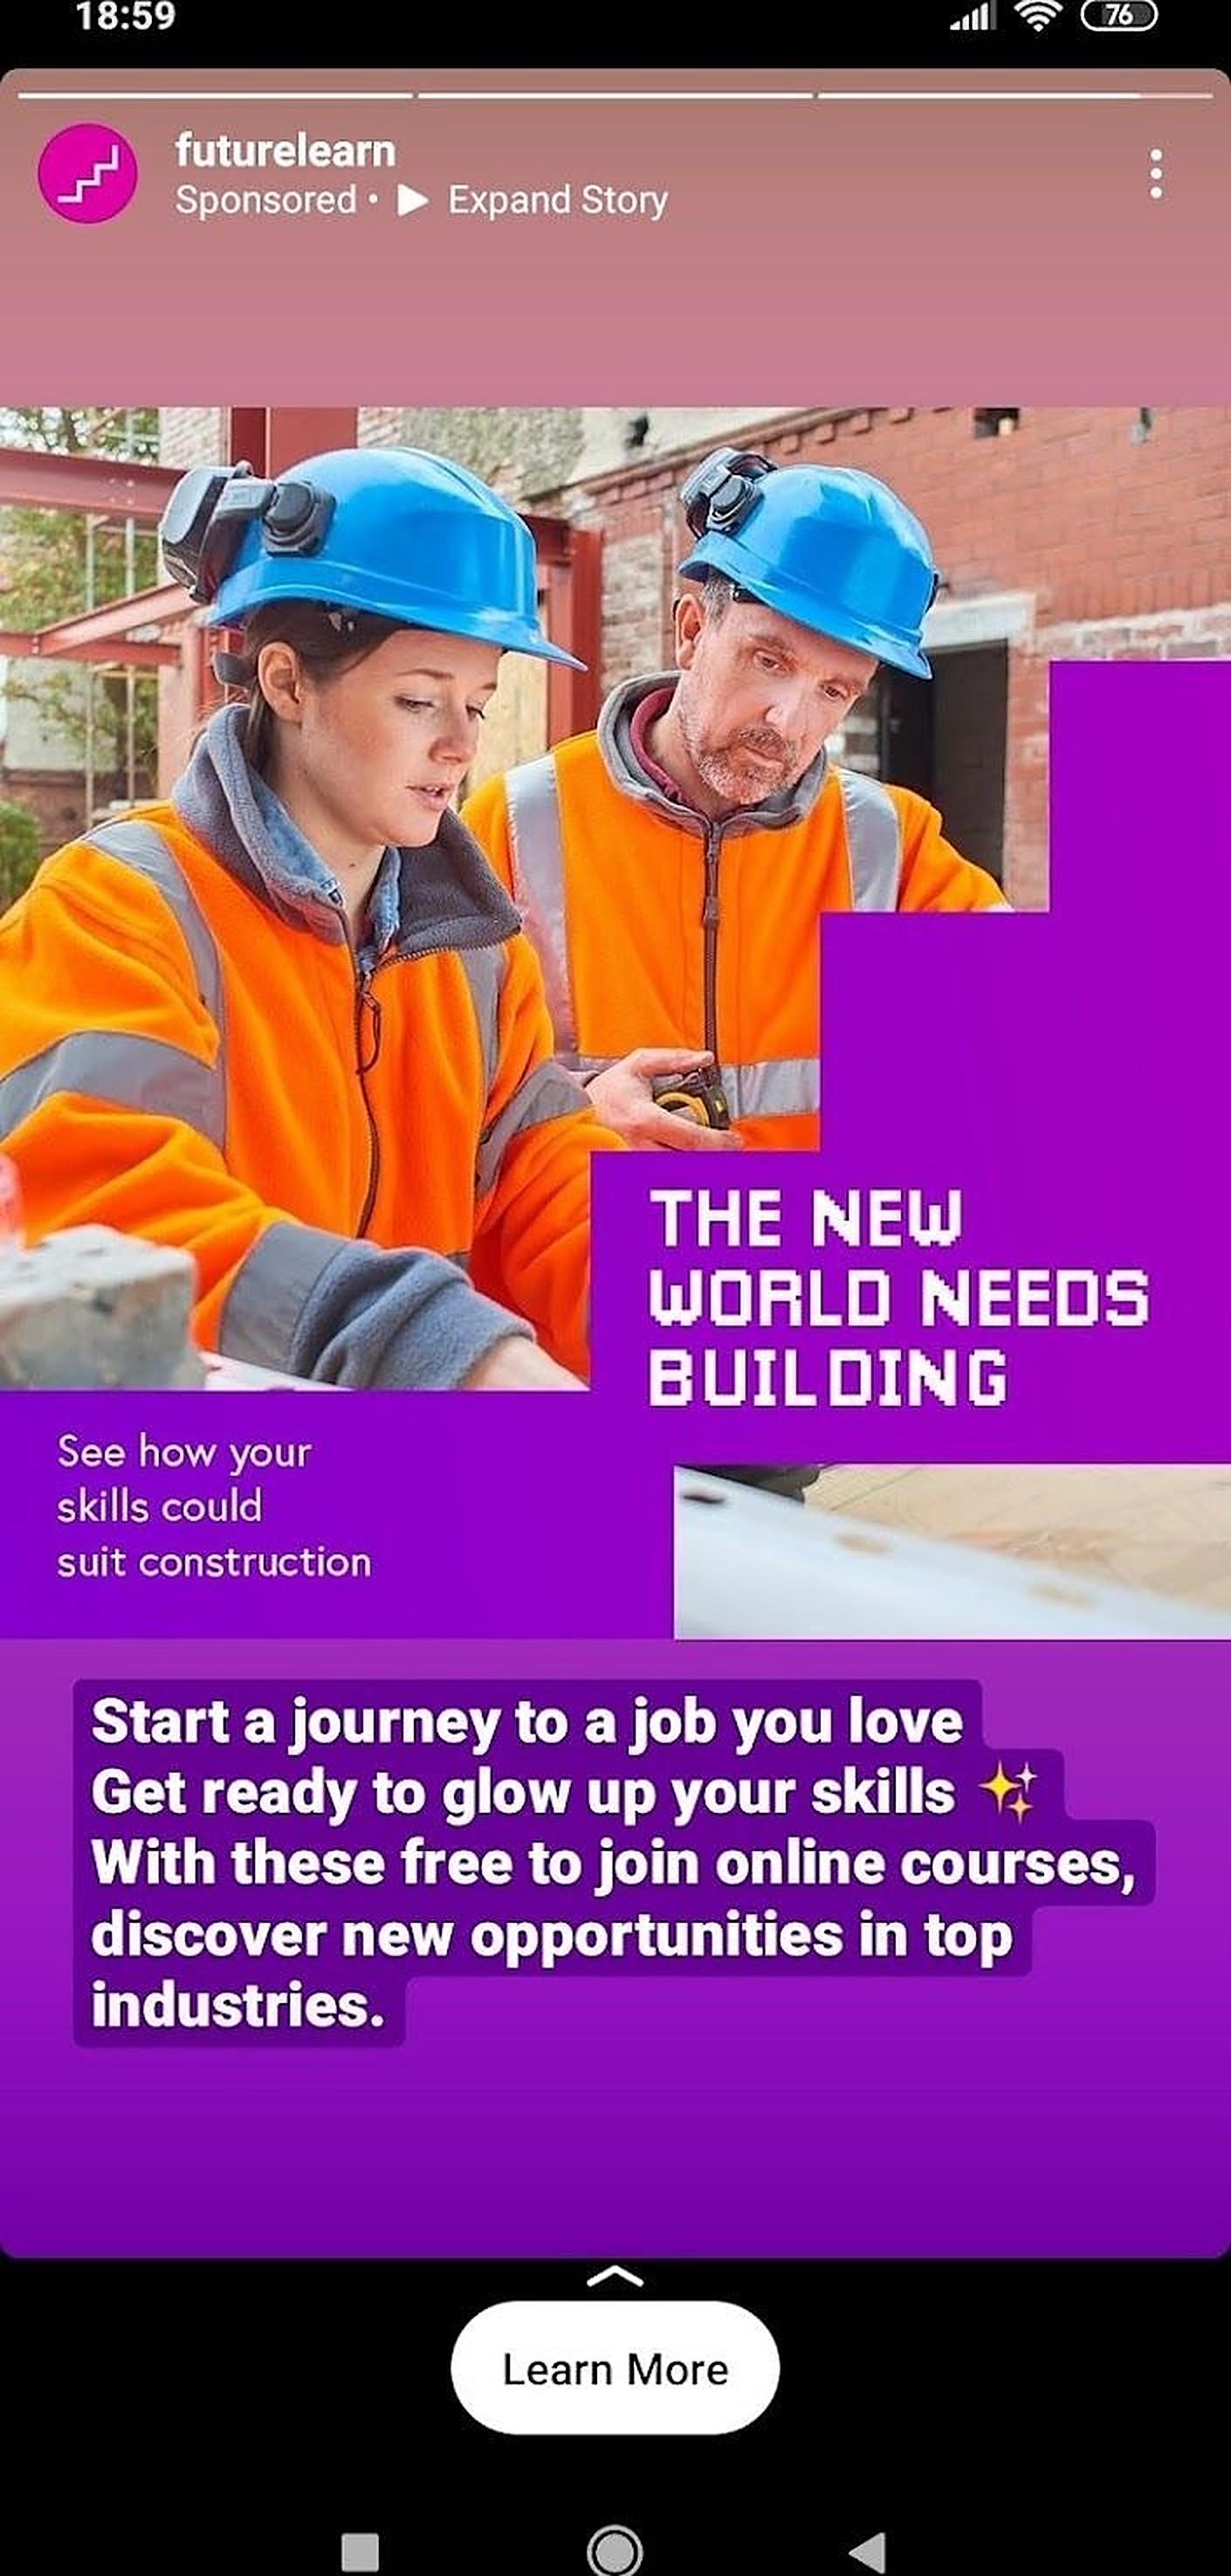 18:59
76
futurelearn
Sponsored • ▶ Expand Story
THE NEW
WORLD NEEDS
BUILDING
See how your
skills could
suit construction
Start a journey to a job you love
Get ready to glow up your skills ✨
With these free to join online courses,
discover new opportunities in top
industries.
Learn More